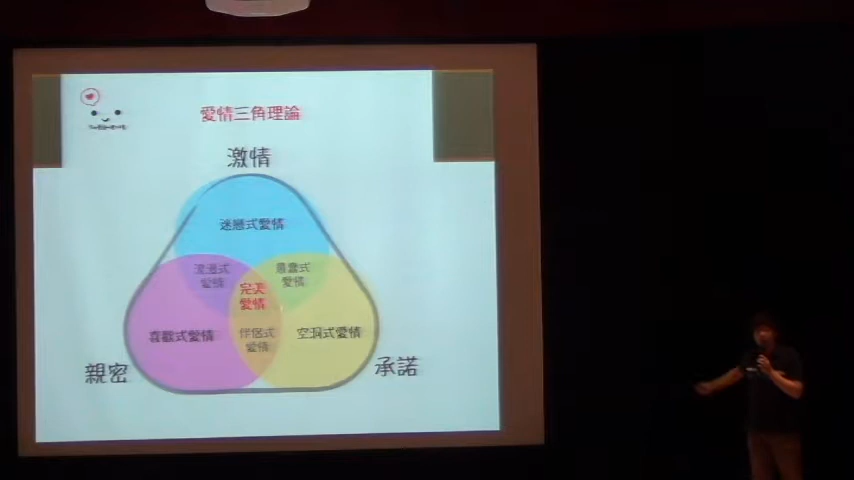 愛情三角理論
激情
迷戀式愛情
浪漫式
愛情
愚蠢式
愛情
完美
愛情
喜歡式愛情
伴侶式
愛情
空洞式愛情
親密
承諾